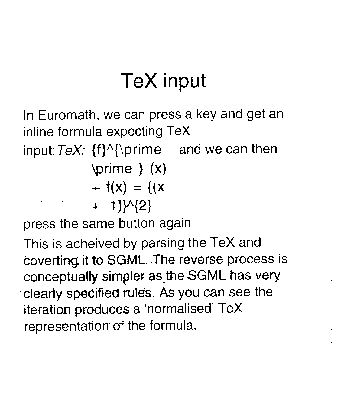 TeX input
In Euromath, we can press a key and get an
inline formula expecting TeX
input: TeX: {f}^{\prime and we can then
\prime } (x)
+ f(x) = {(x
+ 1)}^{2}
press the same button again
This is acheived by parsing the TeX and
coverting it to SGML. The reverse process is
conceptually simpler as the SGML has very
clearly specified rules. As you can see the
iteration produces a 'normalised' TeX
representation of the formula.